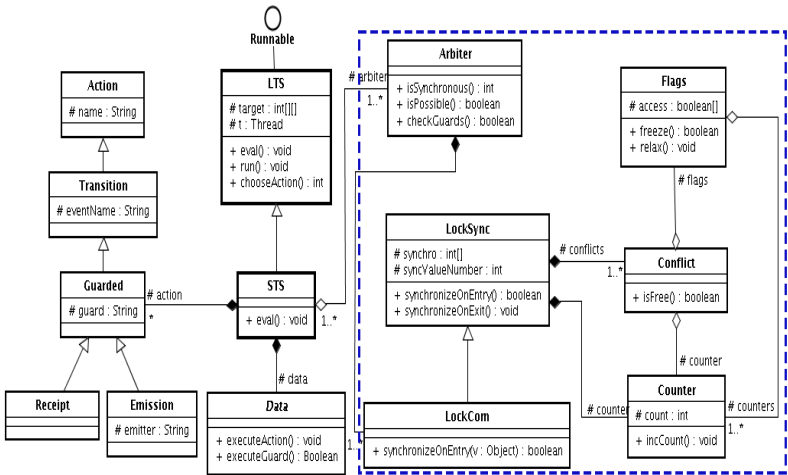 Runnable
Action
# name : String
Transition
# eventName : String
Guarded
# guard : String
Receipt
Emission
# emitter : String
# action
*
LTS
# target : int[][]
# t : Thread
+ eval() : void
+ run() : void
+ chooseAction() : int
STS
+ eval() : void
1..*
# data
Data
+ executeAction() : void
+ executeGuard() : Boolean
# arbiter
1..*
Arbiter
+ isSynchronous() : int
+ isPossible() : boolean
+ checkGuards() : boolean
LockSync
# synchro : int[]
# syncValueNumber : int
+ synchronizeOnEntry() : boolean
+ synchronizeOnExit() : void
1..
LockCom
+ synchronizeOnEntry(v : Object) : boolean
# conflicts
1..*
# counter
Flags
# access : boolean[]
+ freeze() : boolean
+ relax() : void
# flags
Conflict
+ isFree() : boolean
# counter
Counter
# count : int
+ incCount() : void
# counters
1..*